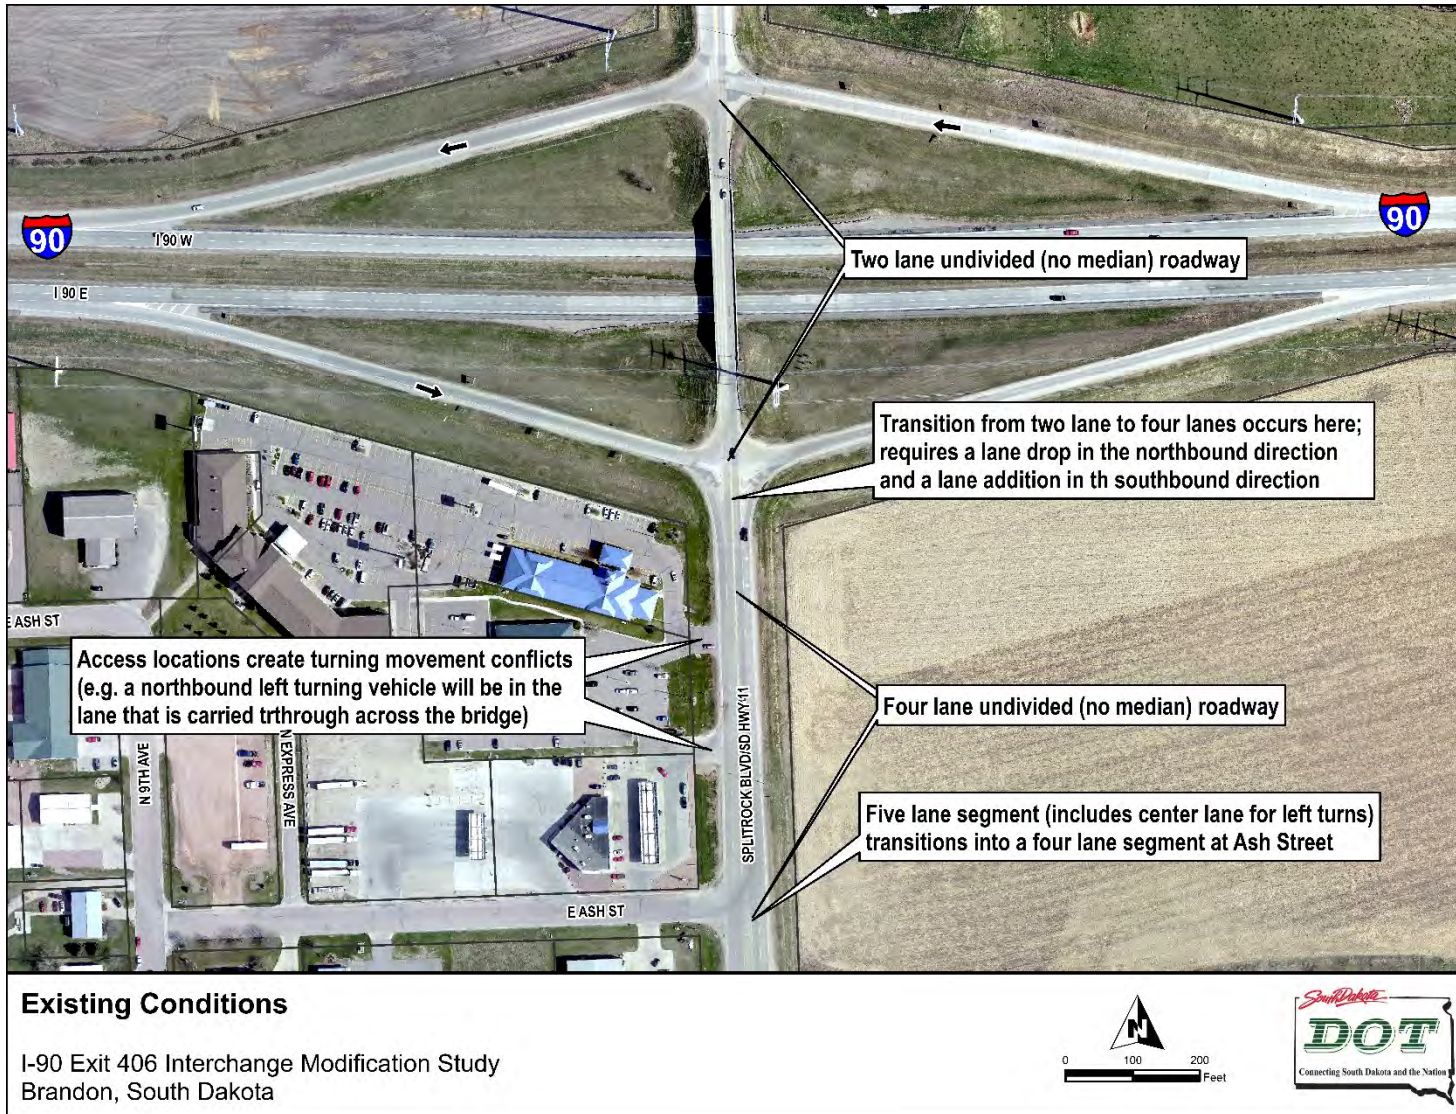 90
I 90 W
90
I 90 E
Two lane undivided (no median) roadway
Transition from two lane to four lanes occurs here;
requires a lane drop in the northbound direction
and a lane addition in th southbound direction
E ASH ST
Access locations create turning movement conflicts
(e.g. a northbound left turning vehicle will be in the
lane that is carried trthrough across the bridge)
Four lane undivided (no median) roadway
N 9TH AVE
N EXPRESS AVE
SPLITROCK BLVD/SD HWY 11
Five lane segment (includes center lane for left turns)
transitions into a four lane segment at Ash Street
E ASH ST
Existing Conditions
I-90 Exit 406 Interchange Modification Study
Brandon, South Dakota
N
0 100 200
Feet
South Dakota
DOT
Connecting South Dakota and the Nation